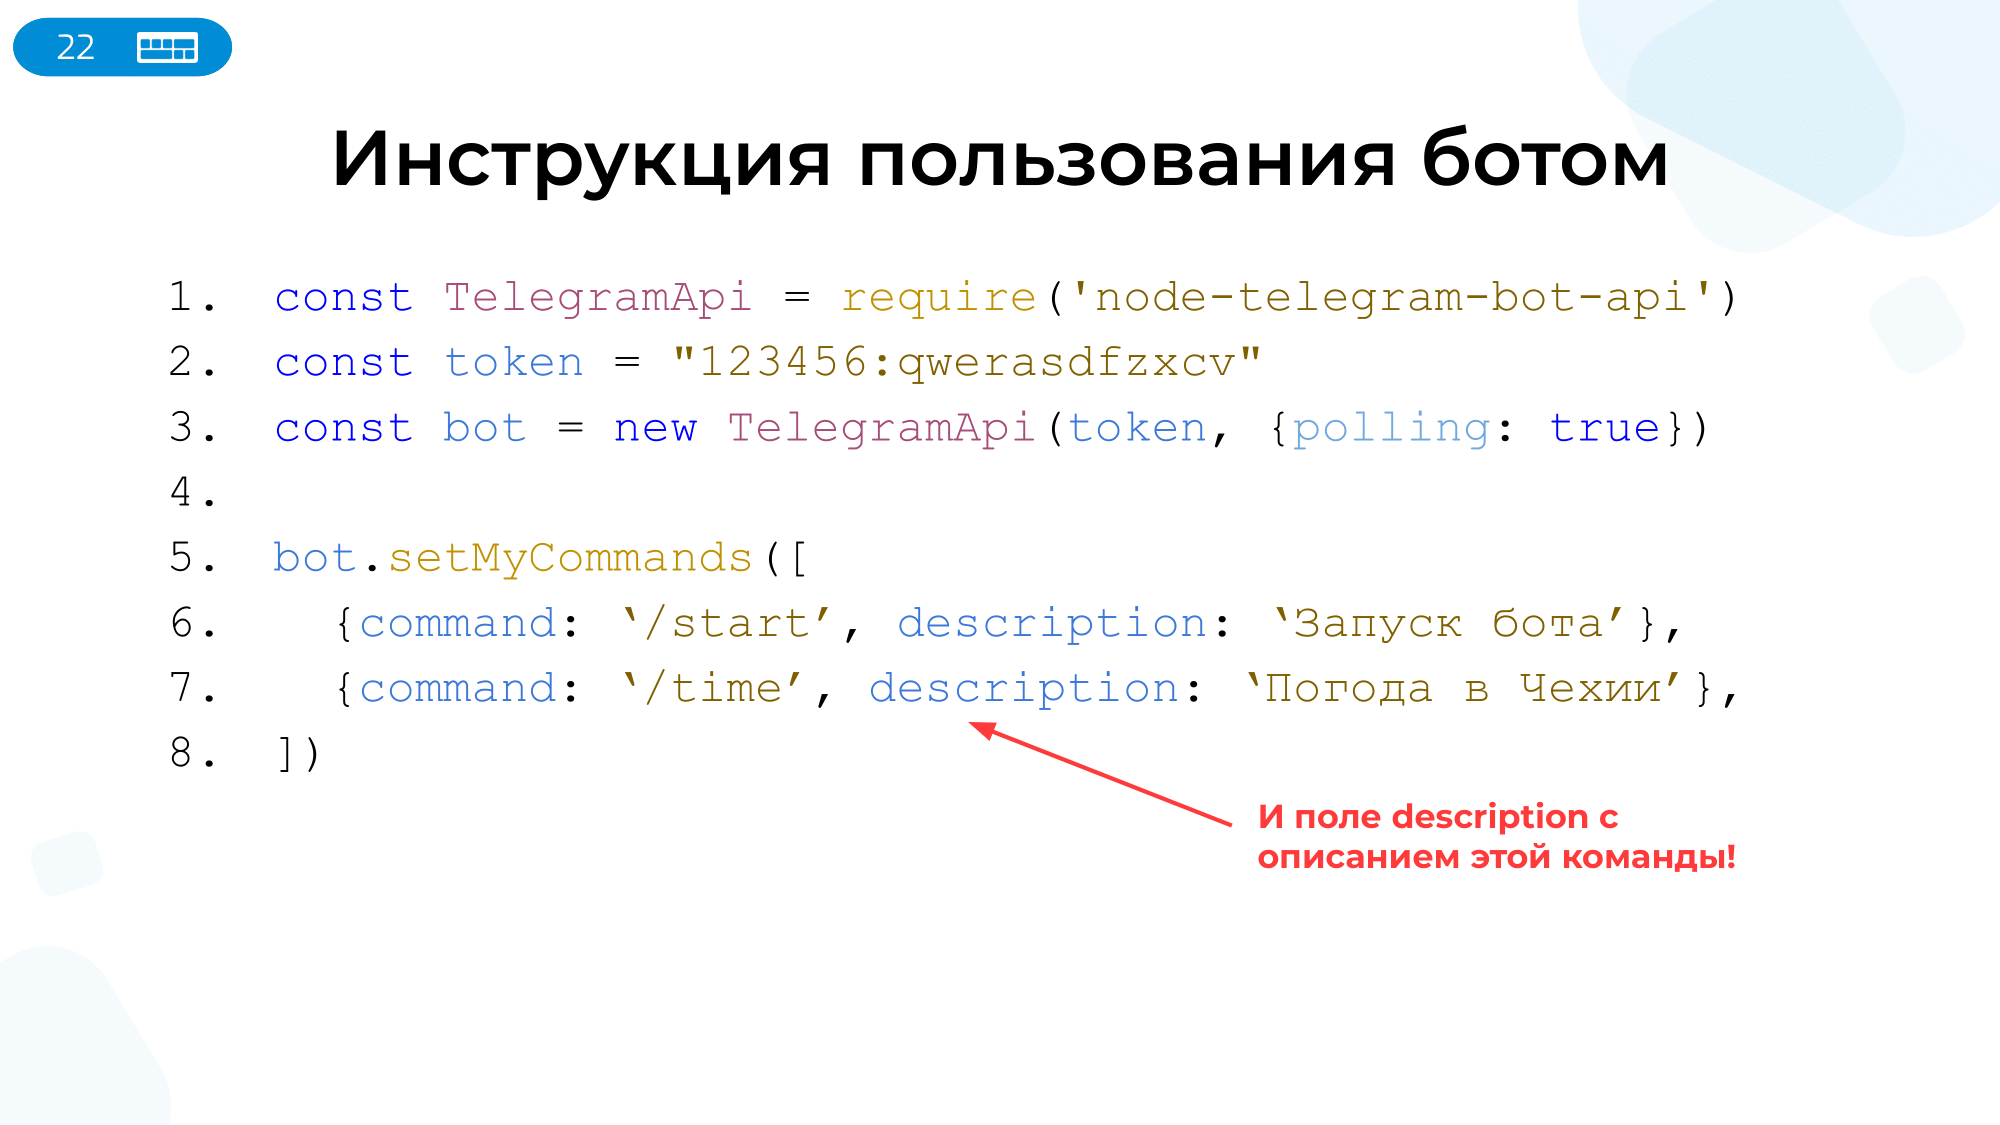 22
Инструкция пользования ботом
1. const TelegramApi = require('node-telegram-bot-api')
2. const token = "123456:qwerasdfzxcv"
3. const bot = new TelegramApi(token, {polling: true})
4.
5. bot.setMyCommands([
6. {command: ‘/start’, description: ‘Запуск бота’},
7. {command: ‘/time’, description: ‘Погода в Чехии’},
8. ])
И поле description с
описанием этой команды!